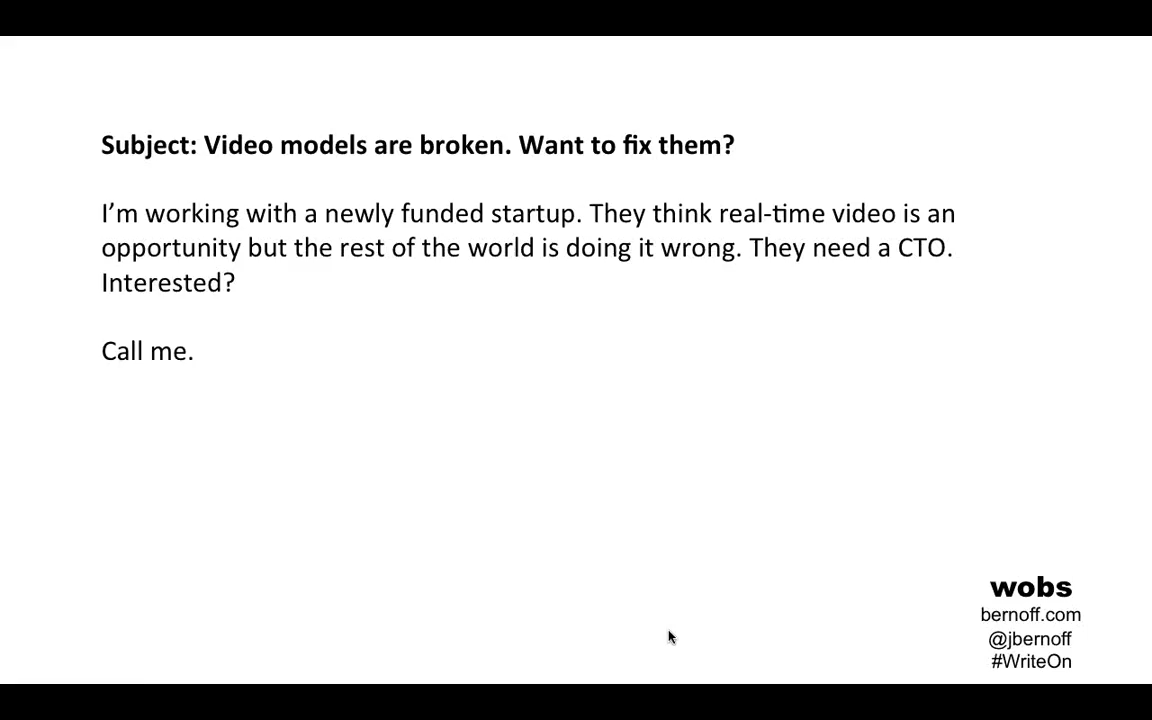 Subject: Video models are broken. Want to fix them?
I’m working with a newly funded startup. They think real-time video is an
opportunity but the rest of the world is doing it wrong. They need a CTO.
Interested?
Call me.
wobs
bernoff.com
@jbernoff
#WriteOn